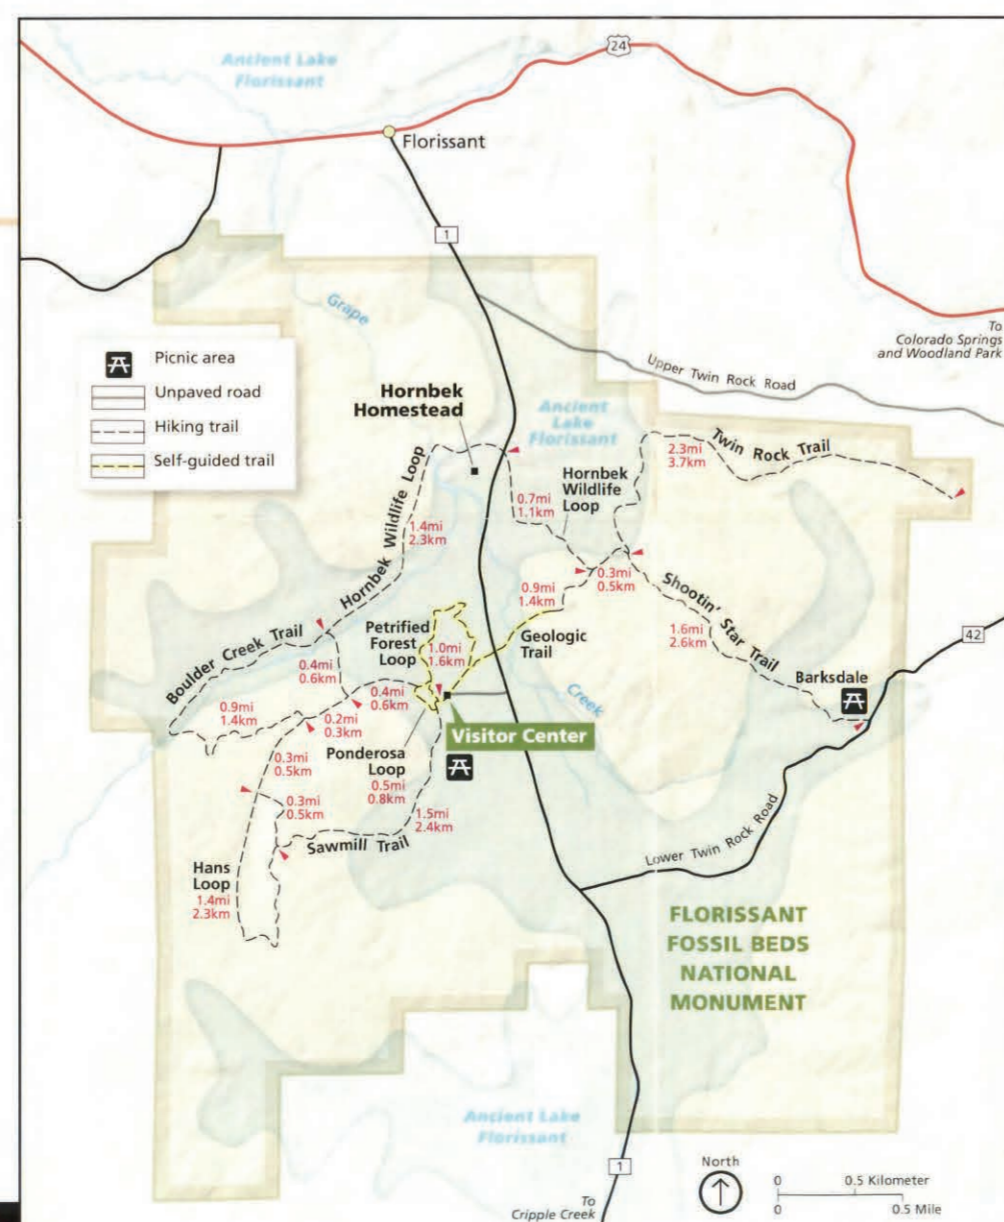 Ancient Lake
Florissant
24
Florissant
1
Grape
To
Colorado Springs
and Woodland Park
Picnic area
Unpaved road
Hiking trail
Self-guided trail
Upper Twin Rock Road
Hornbek
Homestead
Ancient
Lake
Florissant
Twin Rock Trail
2.3mi
3.7km
Hornbek
Wildlife
Loop
0.7mi
1.1km
Hornbek Wildlife Loop
1.4mi
2.3km
0.3mi
0.5km
0.9mi
1.4km
Shootin' Star Trail
1.6mi
2.6km
Petrified
Forest
Loop
1.0mi
1.6km
Geologic
Trail
42
Boulder Creek Trail
0.4mi
0.6km
0.4mi
0.6km
Barksdale
Creek
0.9mi
1.4km
0.2mi
0.3km
Visitor Center
Ponderosa
Loop
0.5mi
0.8km
0.3mi
0.5km
0.3mi
0.5km
1.5mi
2.4km
Sawmill Trail
Lower Twin Rock Road
Hans
Loop
1.4mi
2.3km
FLORISSANT
FOSSIL BEDS
NATIONAL
MONUMENT
Ancient Lake
Florissant
1
To
Cripple Creek
North
0 0.5 Kilometer
0 0.5 Mile